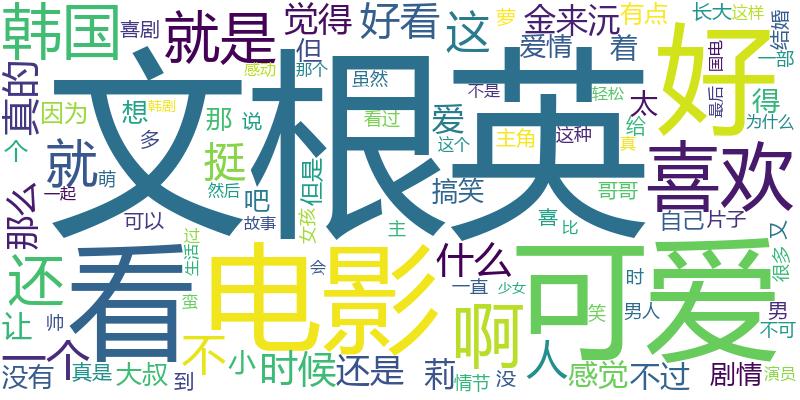 韩国
喜剧
就是
觉得
好看
这
萝
金来沅
有点
长大
这样
感动
但
那个
爱情
着
结婚
一部
国电
真的
文根英
虽然
不是
轻松
好
最后
因为
想
韩剧
多
那
说
看过
爱
主角
这种
太
给
得
为什么
个
就
萌
挺
但是
这个
真
那么
一起
然后
吧
搞笑
哥哥
喜欢
可以
故事
女孩
主
喜
比
自己
片子
又
还
看
生活
过
电影
什么
可爱
很多
会
一直
少女
时
男
让
帅
蛮
啊
笑
男人
不可
一个
不
人
没有
真是
大叔
到
小
时候
还是
莉
情节
没
感觉
不过
剧情
演员